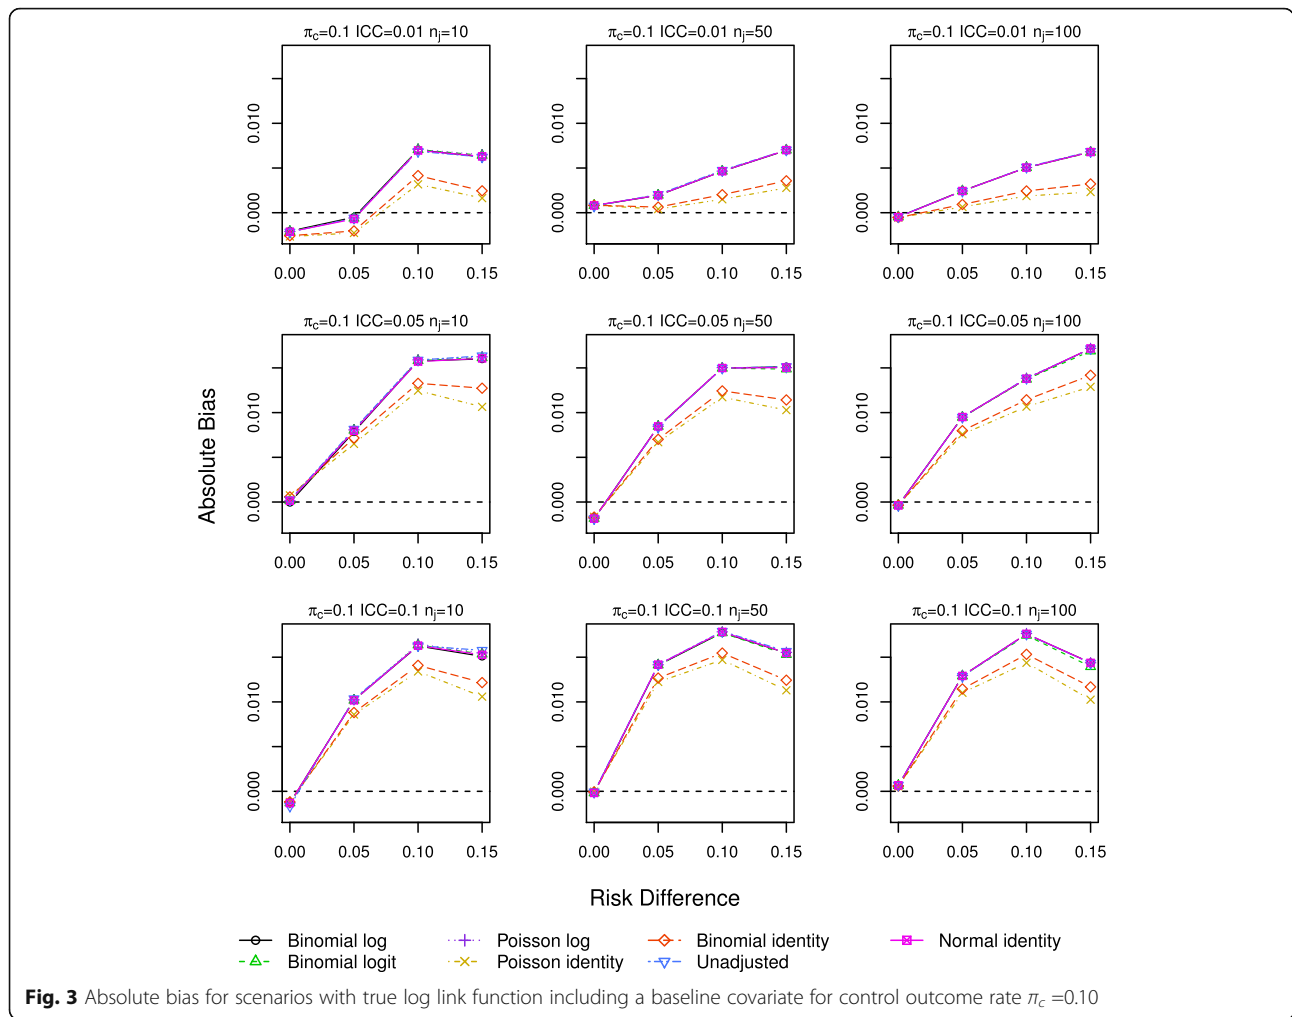 πc=0.1 ICC=0.01 nj=10
πc=0.1 ICC=0.01 nj=50
πc=0.1 ICC=0.01 nj=100
0.010
0.000
0.00 0.05 0.10 0.15
0.010
0.000
0.00 0.05 0.10 0.15
0.010
0.000
0.00 0.05 0.10 0.15
πc=0.1 ICC=0.05 nj=10
πc=0.1 ICC=0.05 nj=50
πc=0.1 ICC=0.05 nj=100
Absolute Bias
0.010
0.000
0.00 0.05 0.10 0.15
0.010
0.000
0.00 0.05 0.10 0.15
0.010
0.000
0.00 0.05 0.10 0.15
πc=0.1 ICC=0.1 nj=10
πc=0.1 ICC=0.1 nj=50
πc=0.1 ICC=0.1 nj=100
0.010
0.000
0.00 0.05 0.10 0.15
0.010
0.000
0.00 0.05 0.10 0.15
0.010
0.000
0.00 0.05 0.10 0.15
Risk Difference
Binomial log
Binomial logit
Poisson log
Poisson identity
Binomial identity
Unadjusted
Normal identity
Fig. 3 Absolute bias for scenarios with true log link function including a baseline covariate for control outcome rate πc =0.10